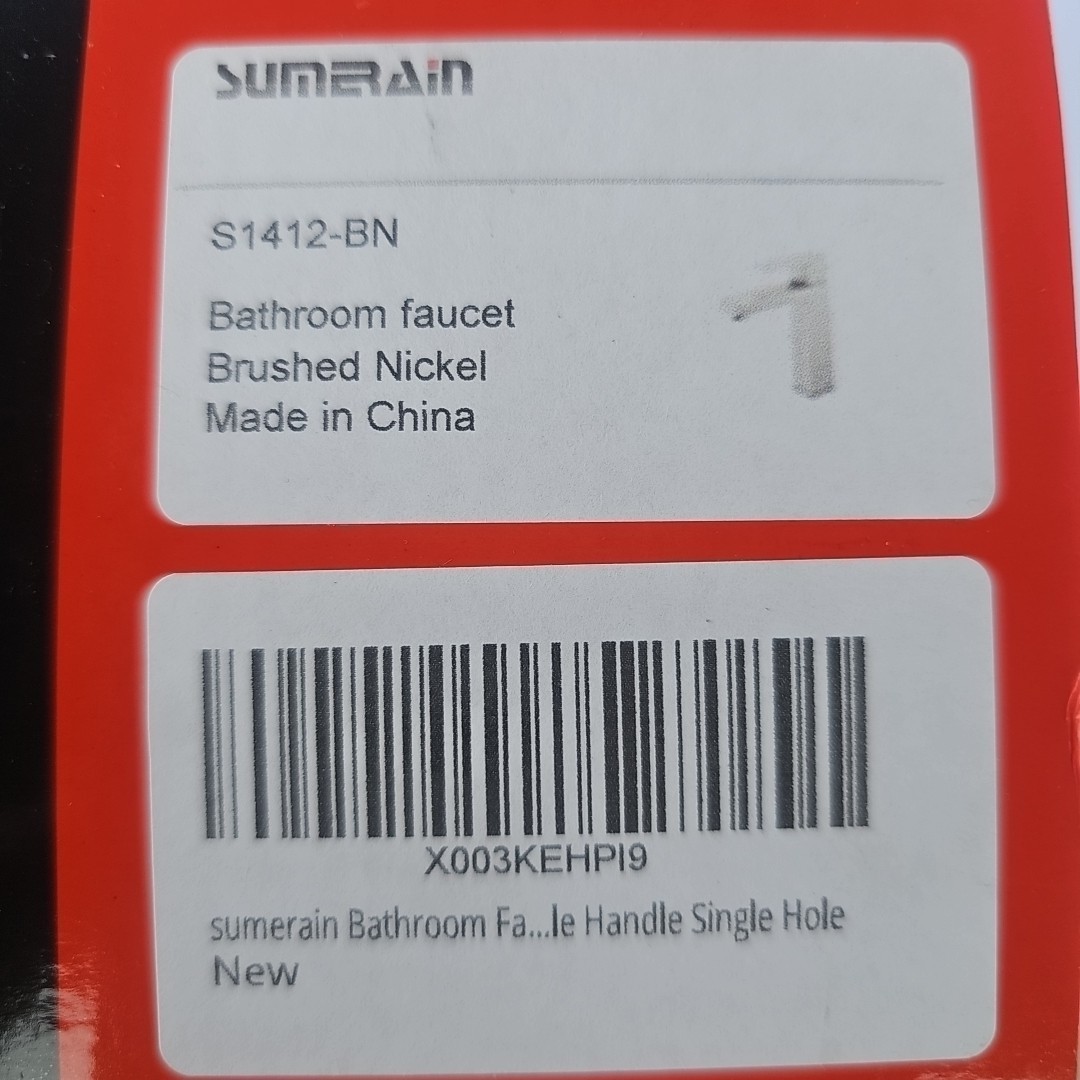 SUMERAiN
S1412-BN
Bathroom faucet
Brushed Nickel
Made in China
X003KEHPI9
sumerain Bathroom Fa...le Handle Single Hole
New